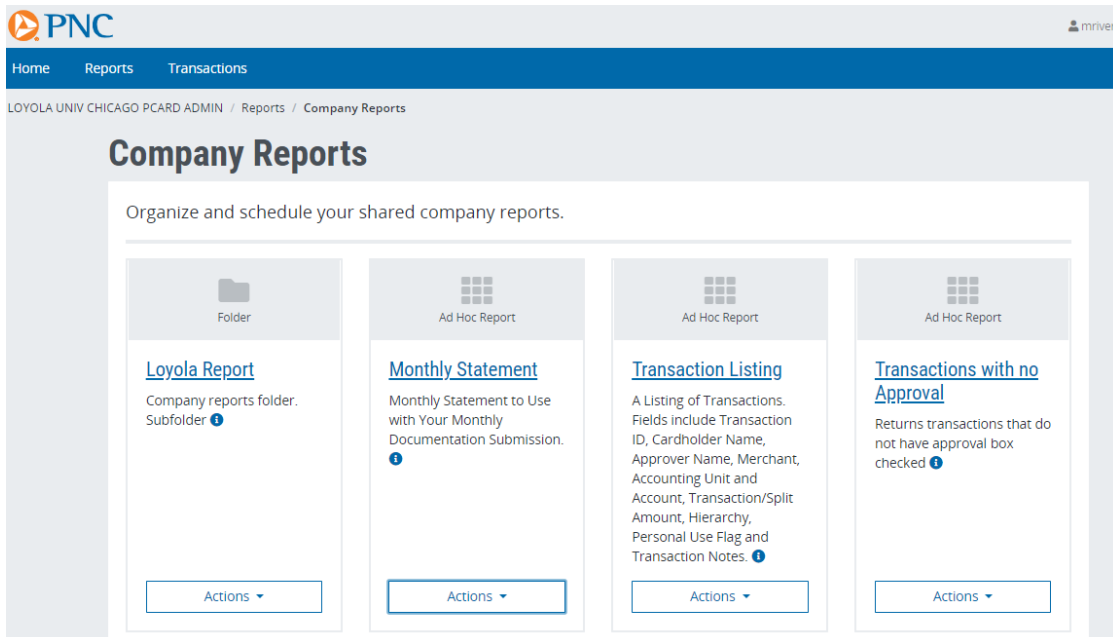 PNC
mriver
Home Reports Transactions
LOYOLA UNIV CHICAGO PCARD ADMIN / Reports / Company Reports
Company Reports
Organize and schedule your shared company reports.
Folder
Loyola Report
Company reports folder.
Subfolder
Actions
Ad Hoc Report
Monthly Statement
Monthly Statement to Use
with Your Monthly
Documentation Submission.
Actions
Ad Hoc Report
Transaction Listing
A Listing of Transactions.
Fields include Transaction
ID, Cardholder Name,
Approver Name, Merchant,
Accounting Unit and
Account, Transaction/Split
Amount, Hierarchy,
Personal Use Flag and
Transaction Notes.
Actions
Ad Hoc Report
Transactions with no
Approval
Returns transactions that do
not have approval box
checked
Actions